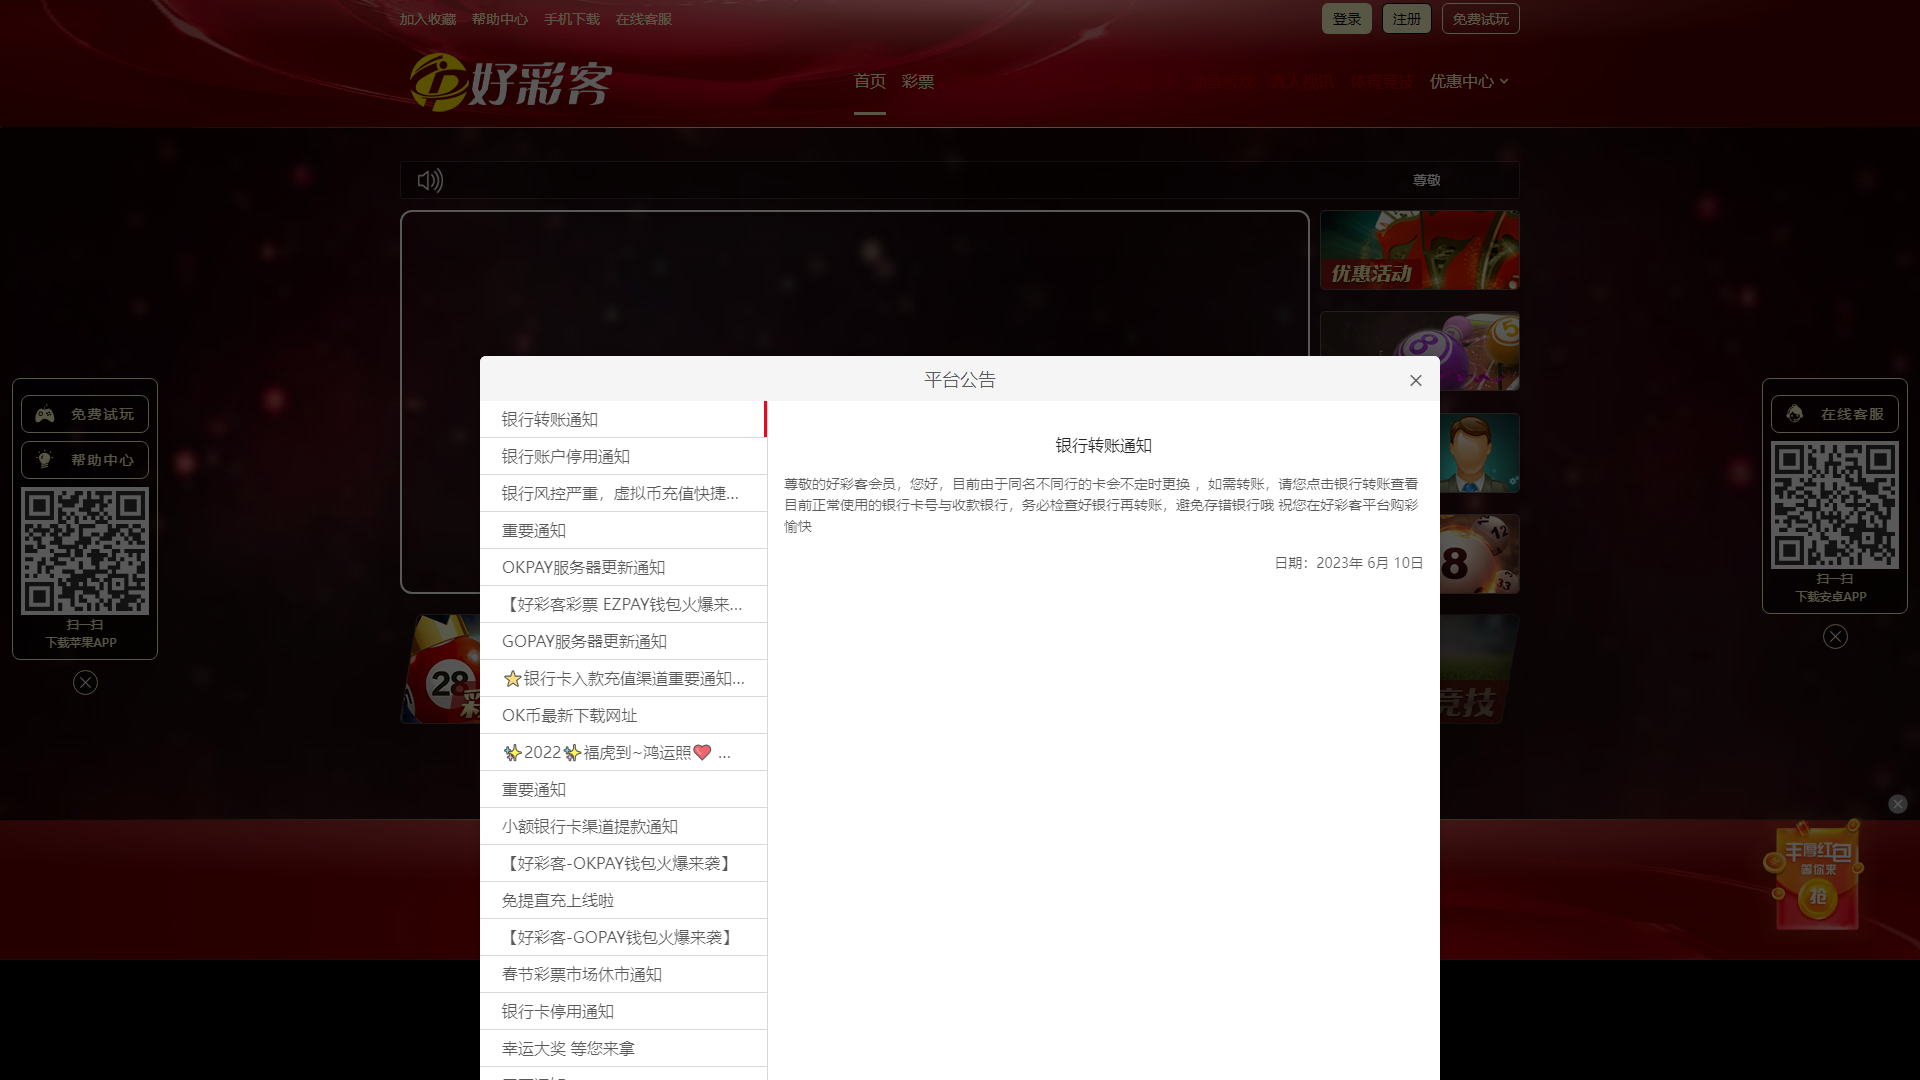 加入收藏 帮助中心 手机下载 在线客服
登录 注册 免费试玩
好彩客
首页 彩票 真人视讯 体育竞技 优惠中心
尊敬
优惠活动
免费试玩
帮助中心
扫一扫
下载苹果APP
28
竞技
平台公告
银行转账通知
银行账户停用通知
银行风控严重，虚拟币充值快捷...
重要通知
OKPAY服务器更新通知
【好彩客彩票 EZPAY钱包火爆来...
GOPAY服务器更新通知
⭐银行卡入款充值渠道重要通知...
OK币最新下载网址
✨2022✨福虎到~鸿运照❤️ ...
重要通知
小额银行卡渠道提款通知
【好彩客-OKPAY钱包火爆来袭】
免提直充上线啦
【好彩客-GOPAY钱包火爆来袭】
春节彩票市场休市通知
银行卡停用通知
幸运大奖 等您来拿
银行转账通知
尊敬的好彩客会员，您好，目前由于同名不同行的卡会不定时更换 ，如需转账，请您点击银行转账查看
目前正常使用的银行卡号与收款银行，务必检查好银行再转账，避免存错银行哦 祝您在好彩客平台购彩
愉快
日期：2023年 6月 10日
在线客服
扫一扫
下载安卓APP
丰厚红包
等你来
抢